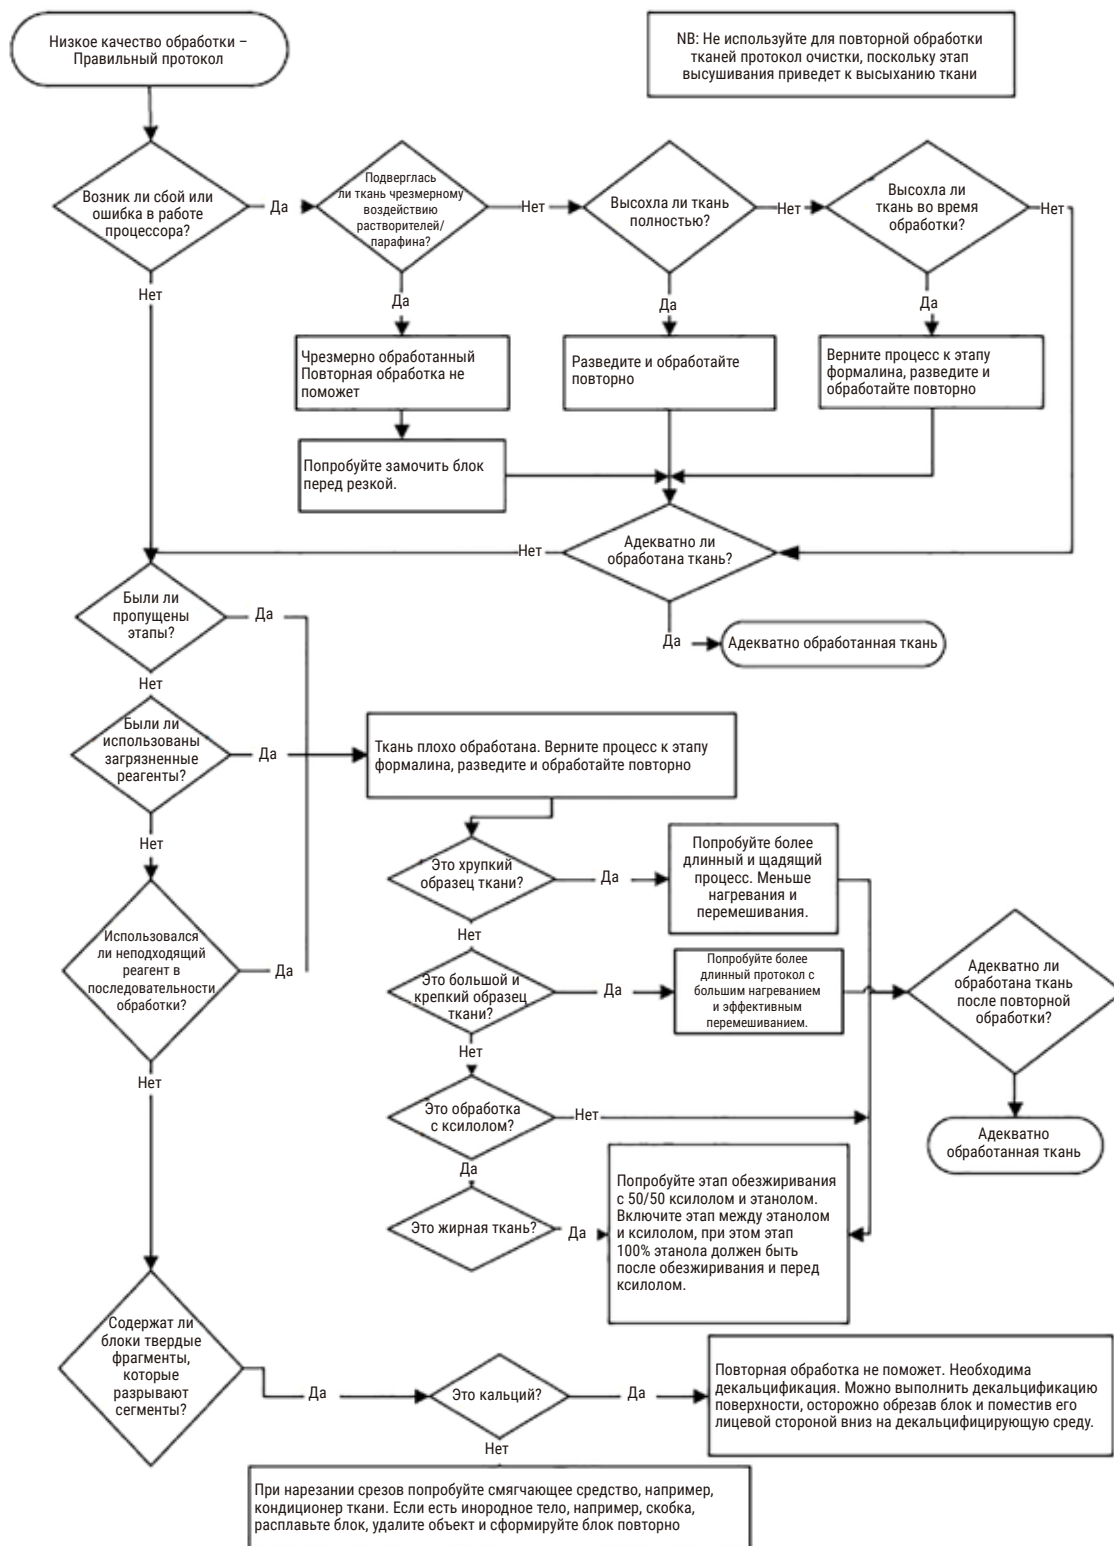 Низкое качество обработки –
Правильный протокол
NB: Не используйте для повторной обработки
тканей протокол очистки, поскольку этап
высушивания приведет к высыханию ткани
Возник ли сбой или
ошибка в работе
процессора?
Да
Подверглась
ли ткань чрезмерному
воздействию
растворителей/
парафина?
Нет
Высохла ли ткань
полностью?
Нет
Высохла ли
ткань во время
обработки?
Нет
Нет
Да
Да
Да
Чрезмерно обработанный
Повторная обработка не
поможет
Разведите и обработайте
повторно
Верните процесс к этапу
формалина, разведите и
обработайте повторно
Попробуйте замочить блок
перед резкой.
Адекватно ли
обработана ткань?
Нет
Да
Адекватно обработанная ткань
Были ли
пропущены
этапы?
Да
Нет
Были ли
использованы
загрязненные
реагенты?
Да
Ткань плохо обработана. Верните процесс к этапу
формалина, разведите и обработайте повторно
Нет
Это хрупкий
образец ткани?
Да
Попробуйте более
длинный и щадящий
процесс. Меньше
нагревания и
перемешивания.
Нет
Использовался
ли неподходящий
реагент в
последовательности
обработки?
Да
Это большой и
крепкий образец
ткани?
Да
Попробуйте более
длинный протокол с
большим нагреванием
и эффективным
перемешиванием.
Адекватно ли
обработана ткань
после повторной
обработки?
Нет
Нет
Это обработка
с ксилолом?
Нет
Адекватно
обработанная ткань
Да
Это жирная ткань?
Да
Попробуйте этап обезжиривания
с 50/50 ксилолом и этанолом.
Включите этап между этанолом
и ксилолом, при этом этап
100% этанола должен быть
после обезжиривания и перед
ксилолом.
Содержат ли
блоки твердые
фрагменты,
которые
разрывают
сегменты?
Да
Это кальций?
Да
Повторная обработка не поможет. Необходима
декальцификация. Можно выполнить декальцификацию
поверхности, осторожно обрезав блок и поместив его
лицевой стороной вниз на декальцифицирующую среду.
Нет
При нарезании срезов попробуйте смягчающее средство, например,
кондиционер ткани. Если есть инородное тело, например, скобка,
расплавьте блок, удалите объект и сформируйте блок повторно